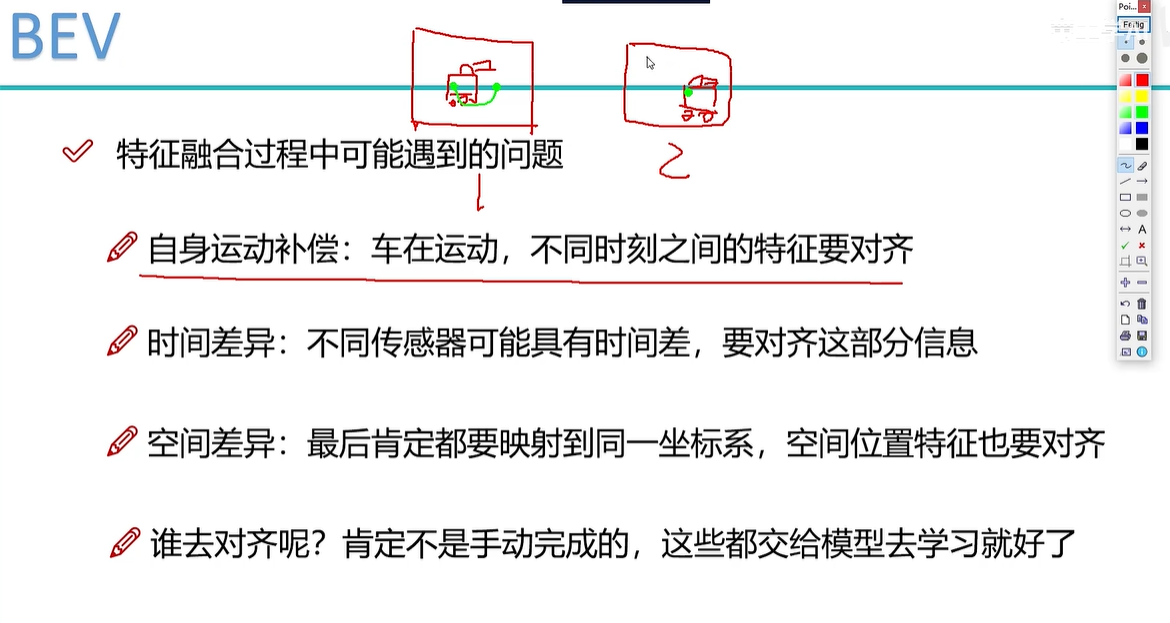 BEV
1
2
特征融合过程中可能遇到的问题
自身运动补偿：车在运动，不同时刻之间的特征要对齐
时间差异：不同传感器可能具有时间差，要对齐这部分信息
空间差异：最后肯定都要映射到同一坐标系，空间位置特征也要对齐
谁去对齐呢？肯定不是手动完成的，这些都交给模型去学习就好了
Poi...
Fertig
A